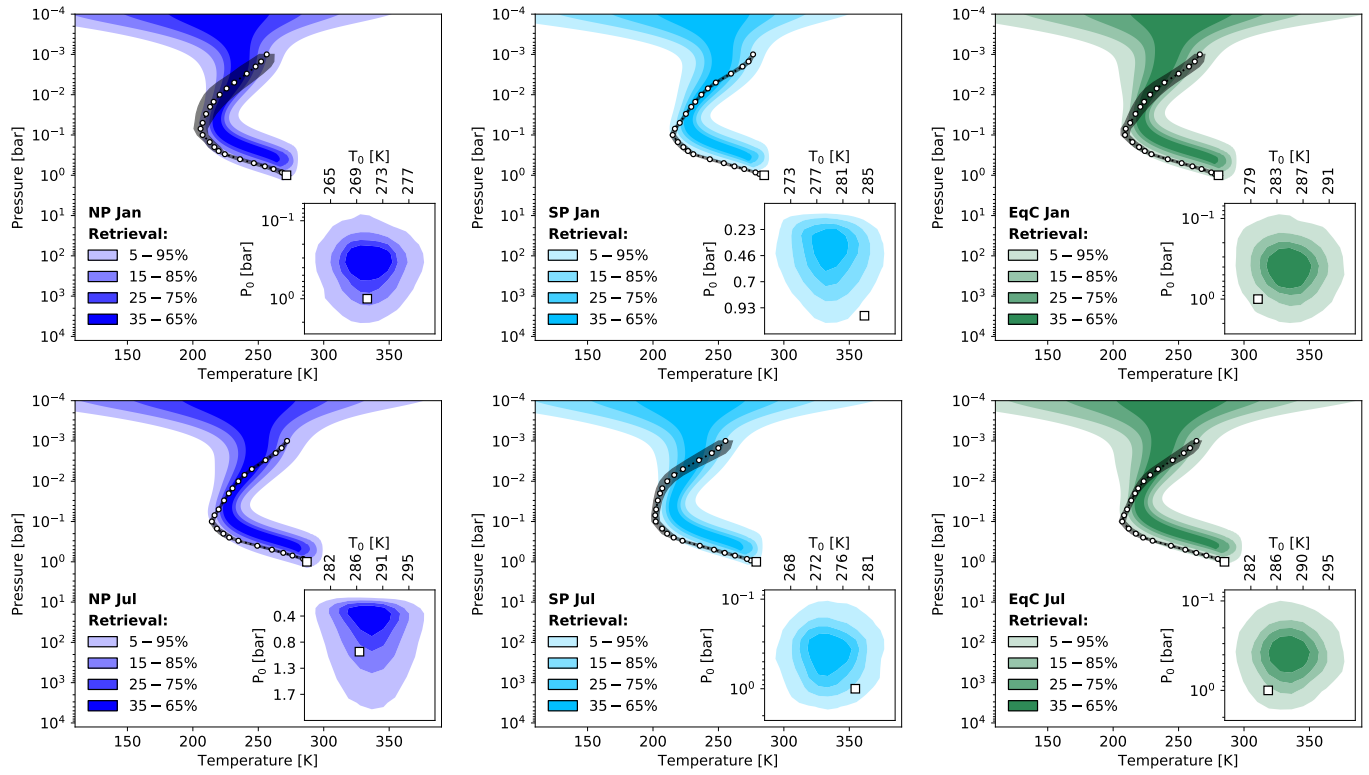 10⁻⁴
10⁻³
10⁻²
10⁻¹
10⁰
10¹
10²
10³
10⁴
Pressure [bar]
100 150 200 250 300 350
Temperature [K]
NP Jan
Retrieval:
5−95%
15−85%
25−75%
35−65%
T₀ [K]
265 269 273 277
P₀ [bar]
10⁻¹
10⁰
10⁻⁴
10⁻³
10⁻²
10⁻¹
10⁰
10¹
10²
10³
10⁴
Pressure [bar]
150 200 250 300 350
Temperature [K]
SP Jan
Retrieval:
5−95%
15−85%
25−75%
35−65%
T₀ [K]
273 277 281 285
P₀ [bar]
0.23
0.46
0.7
0.93
10⁻⁴
10⁻³
10⁻²
10⁻¹
10⁰
10¹
10²
10³
10⁴
Pressure [bar]
150 200 250 300 350
Temperature [K]
EqC Jan
Retrieval:
5−95%
15−85%
25−75%
35−65%
T₀ [K]
279 283 287 291
P₀ [bar]
10⁻¹
10⁰
10⁻⁴
10⁻³
10⁻²
10⁻¹
10⁰
10¹
10²
10³
10⁴
Pressure [bar]
150 200 250 300 350
Temperature [K]
NP Jul
Retrieval:
5−95%
15−85%
25−75%
35−65%
T₀ [K]
282 286 291 295
P₀ [bar]
0.4
0.8
1.3
1.7
10⁻⁴
10⁻³
10⁻²
10⁻¹
10⁰
10¹
10²
10³
10⁴
Pressure [bar]
150 200 250 300 350
Temperature [K]
SP Jul
Retrieval:
5−95%
15−85%
25−75%
35−65%
T₀ [K]
268 272 276 281
P₀ [bar]
10⁻¹
10⁰
10⁻⁴
10⁻³
10⁻²
10⁻¹
10⁰
10¹
10²
10³
10⁴
Pressure [bar]
150 200 250 300 350
Temperature [K]
EqC Jul
Retrieval:
5−95%
15−85%
25−75%
35−65%
T₀ [K]
282 286 290 295
P₀ [bar]
10⁻¹
10⁰